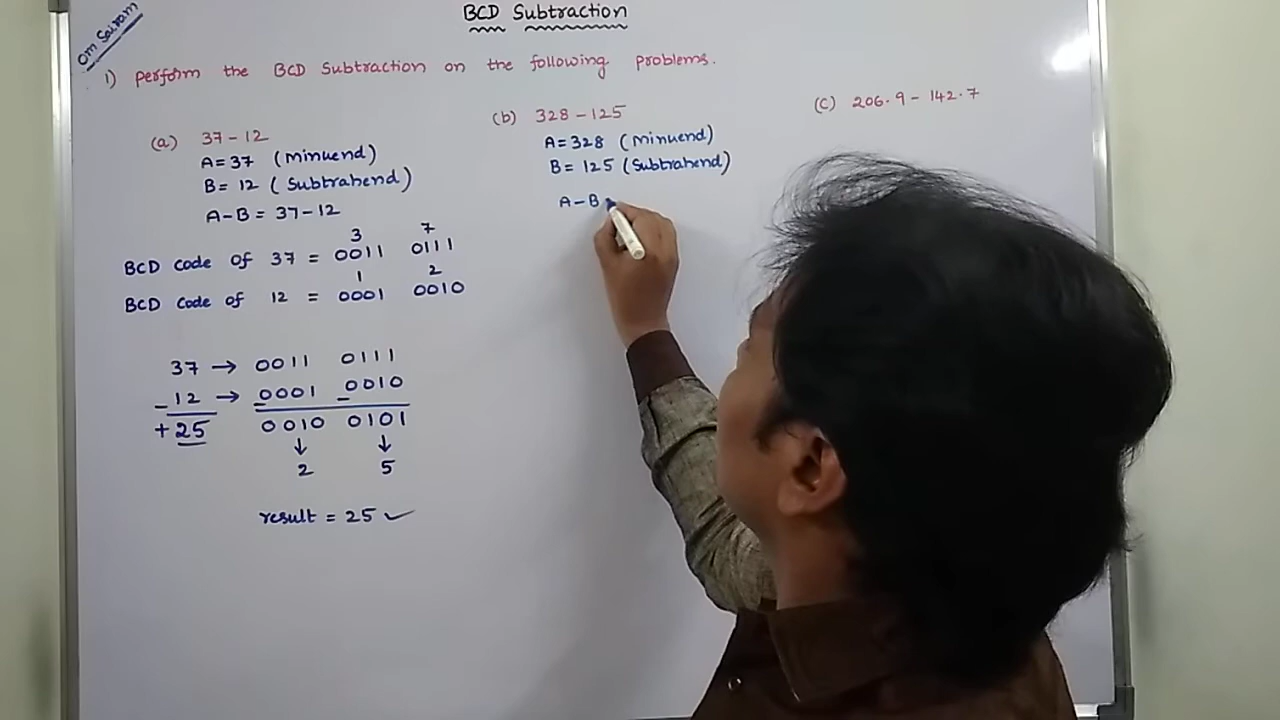 BCD Subtraction
Om Sairam
1) perform the BCD Subtraction on the following problems.
(a) 37-12
A=37 (Minuend)
B= 12 (Subtrahend)
A-B = 37-12
3 7
BCD Code of 37 = 0011 0111
1 2
BCD Code of 12 = 0001 0010
37 → 0011 0111
-12 → -0001 -0010
+25 0010 0101
↓ ↓
2 5
result = 25 ✓
(b) 328-125
A=328 (Minuend)
B= 125 (Subtrahend)
A-B
(C) 206.9-142.7